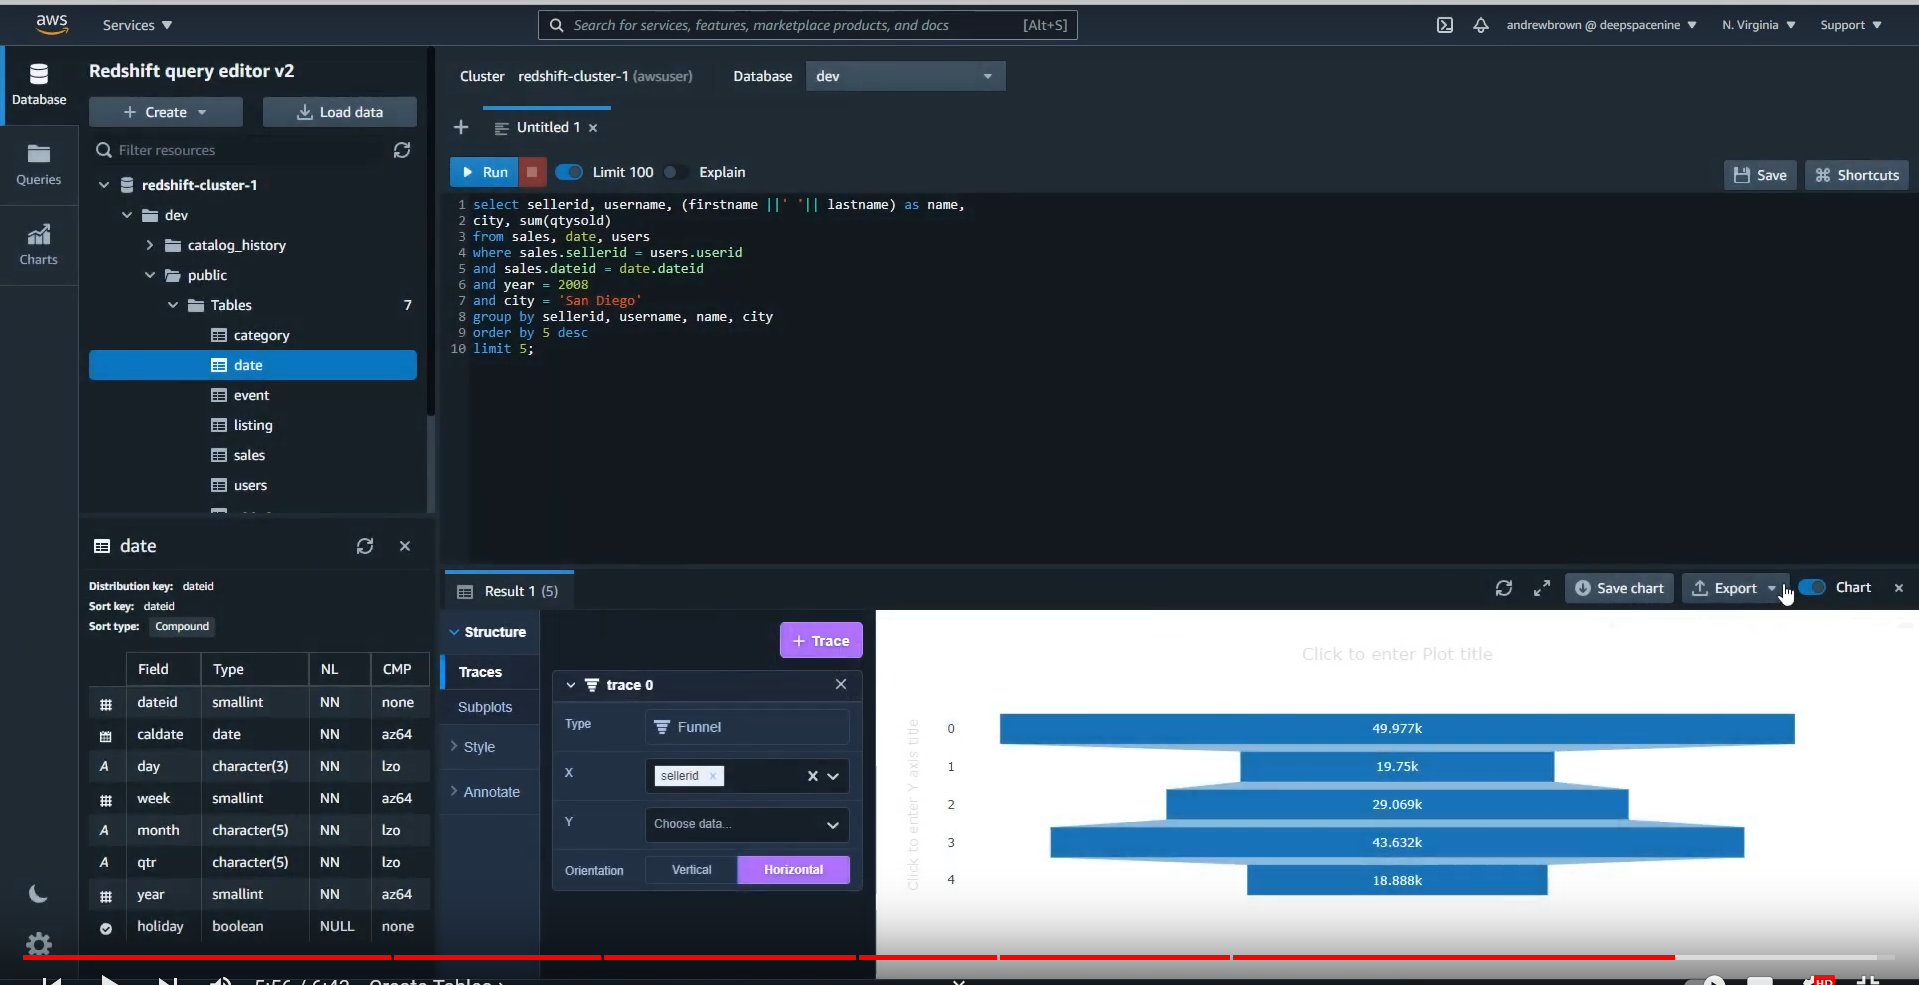 aws
Services
Search for services, features, marketplace products, and docs [Alt+S]
andrewbrown @ deepspacenine
N. Virginia
Support
Database
Queries
Charts
Redshift query editor v2
Create
Load data
Filter resources
redshift-cluster-1
dev
catalog_history
public
Tables 7
category
date
event
listing
sales
users
date
Distribution key: dateid
Sort key: dateid
Sort type: Compound
Field Type NL CMP
dateid smallint NN none
caldate date NN az64
day character(3) NN lzo
week smallint NN az64
month character(5) NN lzo
qtr character(5) NN lzo
year smallint NN az64
holiday boolean NULL none
Cluster redshift-cluster-1 (awsuser) Database dev
Untitled 1
Run Limit 100 Explain Save Shortcuts
1 select sellerid, username, (firstname ||' '|| lastname) as name,
2 city, sum(qtysold)
3 from sales, date, users
4 where sales.sellerid = users.userid
5 and sales.dateid = date.dateid
6 and year = 2008
7 and city = 'San Diego'
8 group by sellerid, username, name, city
9 order by 5 desc
10 limit 5;
Result 1 (5)
Save chart Export Chart
Structure
Traces
Subplots
Style
Annotate
+ Trace
trace 0
Type Funnel
X sellerid
Y Choose data...
Orientation Vertical Horizontal
Click to enter Plot title
Click to enter Y axis title
0 49.977k
1 19.75k
2 29.069k
3 43.632k
4 18.888k
5:56 / 6:42 Create Tables
HD